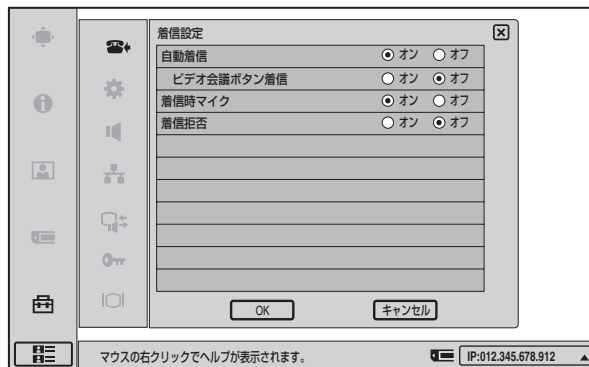 着信設定
自動着信 オン オフ
ビデオ会議ボタン着信 オン オフ
着信時マイク オン オフ
着信拒否 オン オフ
OK キャンセル
マウスの右クリックでヘルプが表示されます。 IP:012.345.678.912